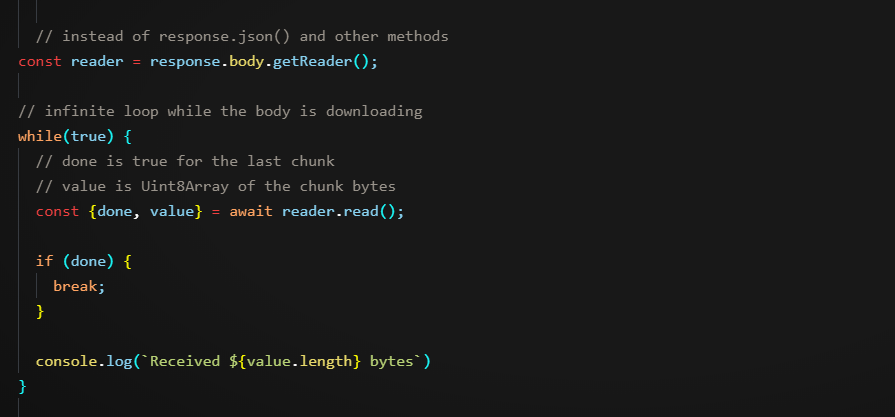 // instead of response.json() and other methods
const reader = response.body.getReader();
// infinite loop while the body is downloading
while(true) {
// done is true for the last chunk
// value is Uint8Array of the chunk bytes
const {done, value} = await reader.read();
if (done) {
break;
}
console.log(`Received ${value.length} bytes`)
}